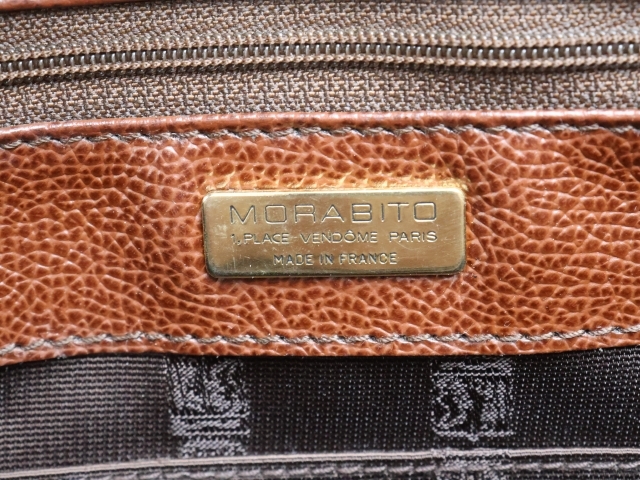 MORABITO
1, PLACE VENDÔME PARIS
MADE IN FRANCE